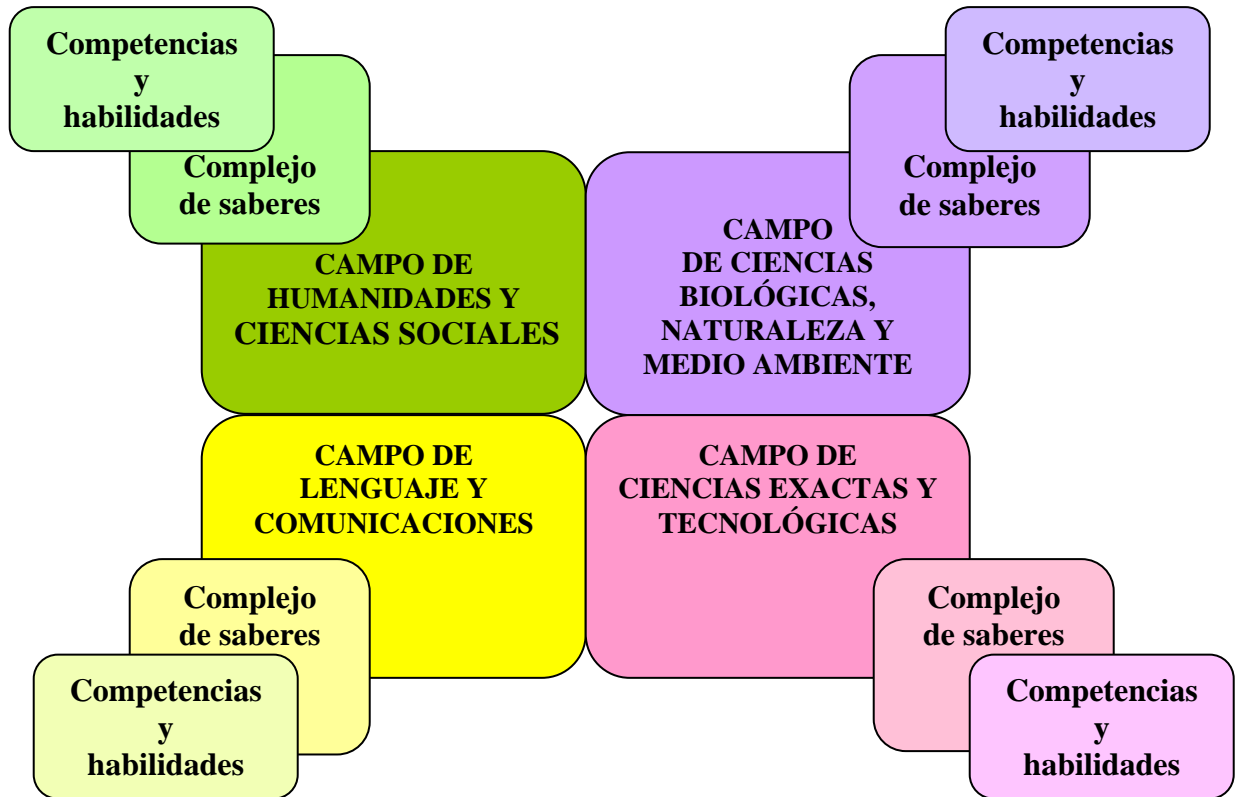 Competencias
y
habilidades
Complejo
de saberes
CAMPO DE
HUMANIDADES Y
CIENCIAS SOCIALES
Competencias
y
habilidades
Complejo
de saberes
CAMPO
DE CIENCIAS
BIOLÓGICAS,
NATURALEZA Y
MEDIO AMBIENTE
CAMPO DE
LENGUAJE Y
COMUNICACIONES
Complejo
de saberes
Competencias
y
habilidades
CAMPO DE
CIENCIAS EXACTAS Y
TECNOLÓGICAS
Complejo
de saberes
Competencias
y
habilidades